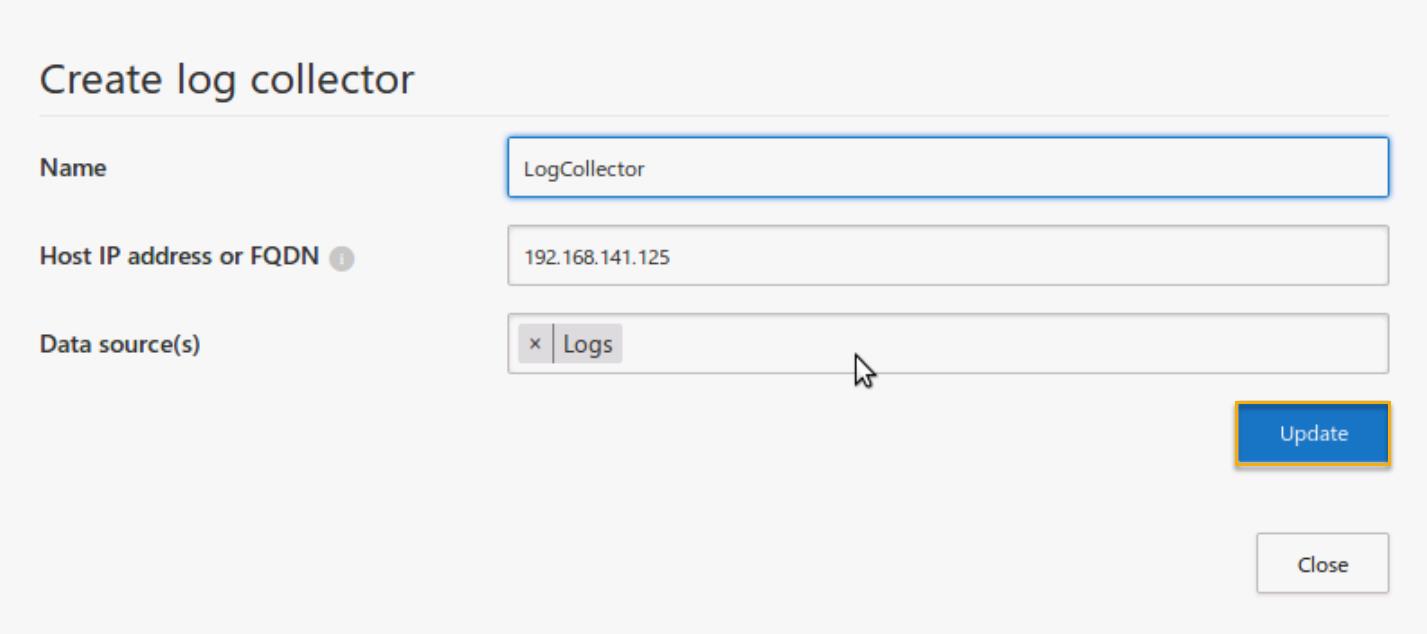 Create log collector
Name
LogCollector
Host IP address or FQDN i
192.168.141.125
Data source(s)
× Logs
Update
Close